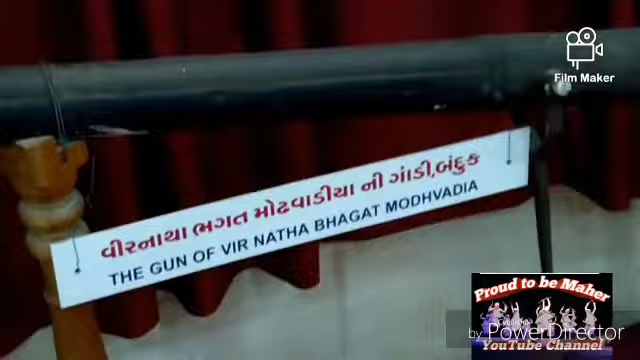 Film Maker
વીરનાથા ભગત મોઢવાડીયા ની ગાંડી,બંદુક
THE GUN OF VIR NATHA BHAGAT MODHVADIA
Proud to be Maher
by PowerDirector
YouTube Channel